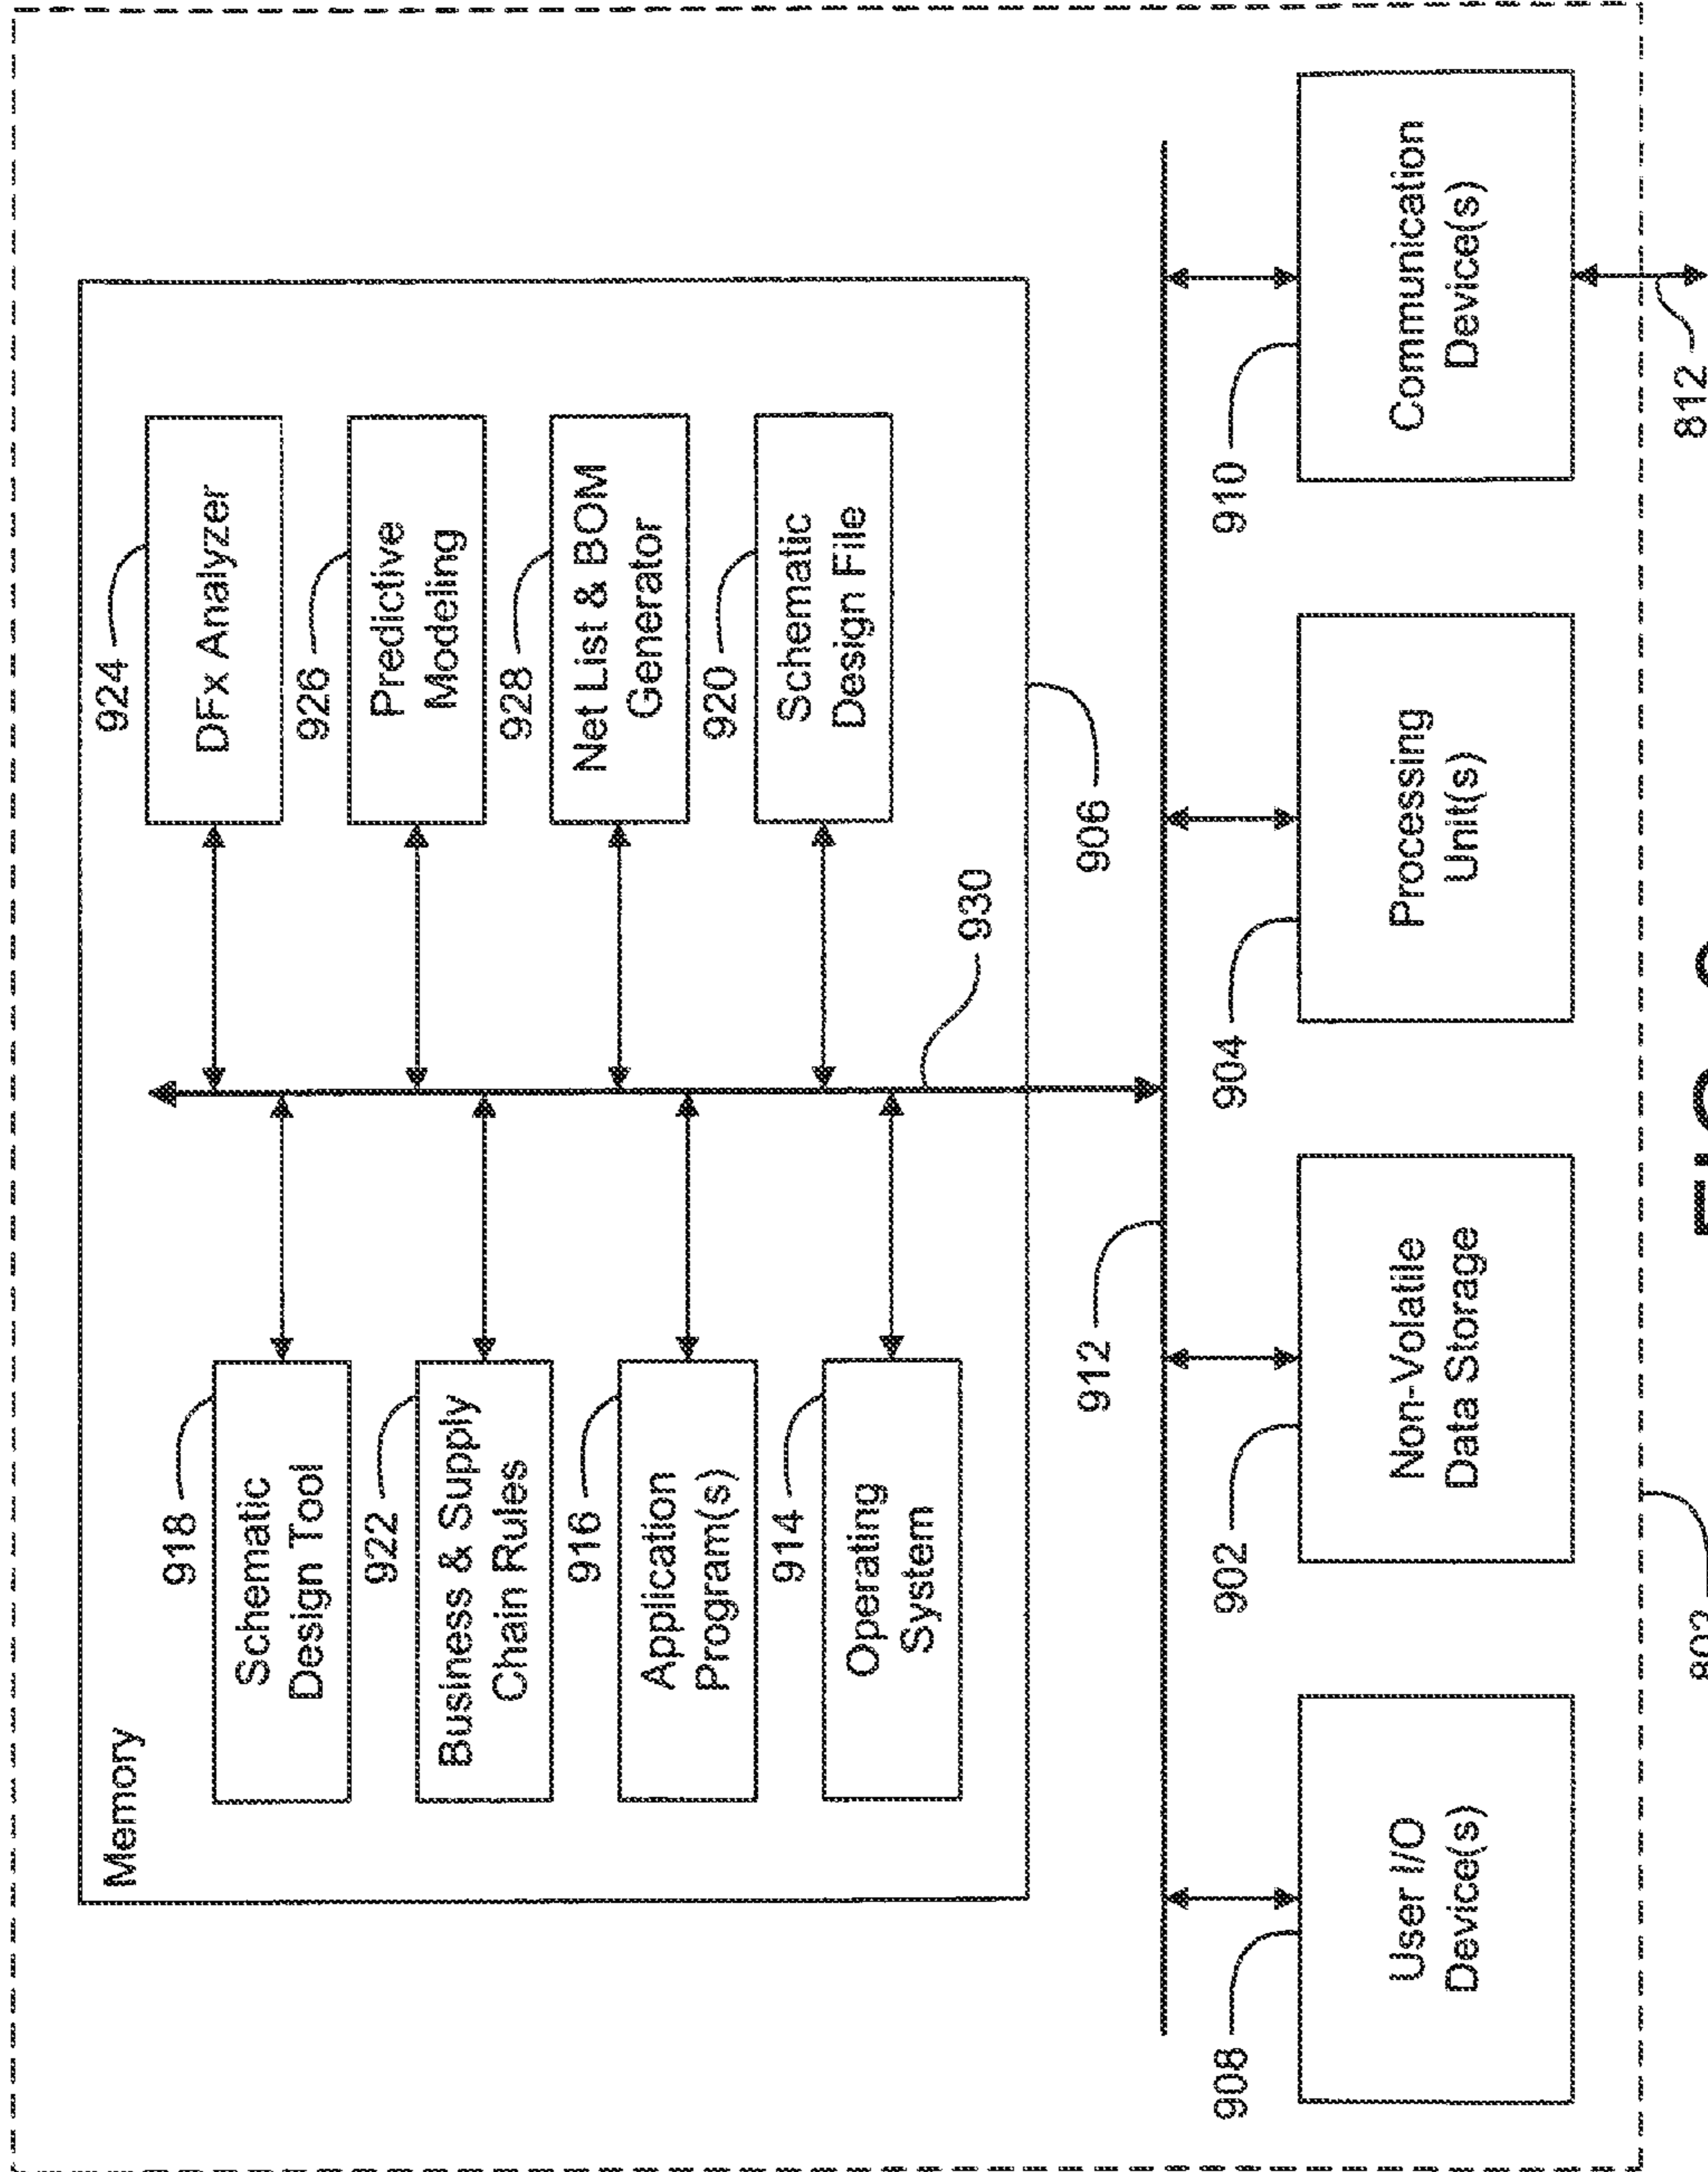 Memory
918
Schematic
Design Tool
922
Business & Supply
Chain Rules
916
Application
Program(s)
914
Operating
System
924
DFx Analyzer
926
Predictive
Modeling
928
Net List & BOM
Generator
920
Schematic
Design File
930
906
912
908
User I/O
Device(s)
902
Non-Volatile
Data Storage
904
Processing
Unit(s)
910
Communication
Device(s)
812